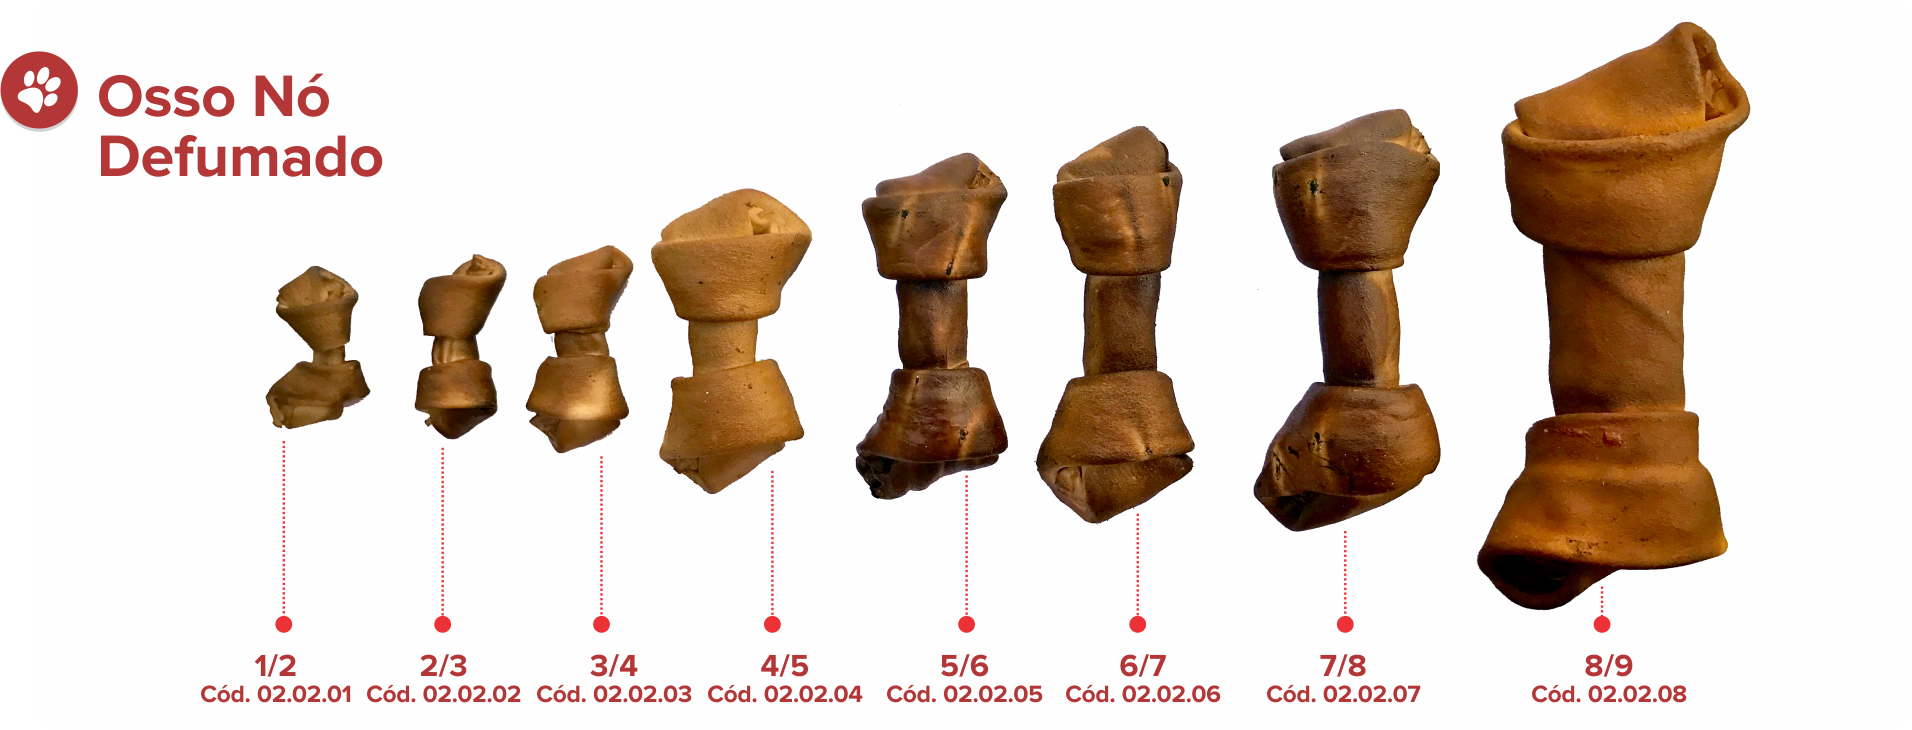 Osso Nó
Defumado
1/2
Cód. 02.02.01
2/3
Cód. 02.02.02
3/4
Cód. 02.02.03
4/5
Cód. 02.02.04
5/6
Cód. 02.02.05
6/7
Cód. 02.02.06
7/8
Cód. 02.02.07
8/9
Cód. 02.02.08